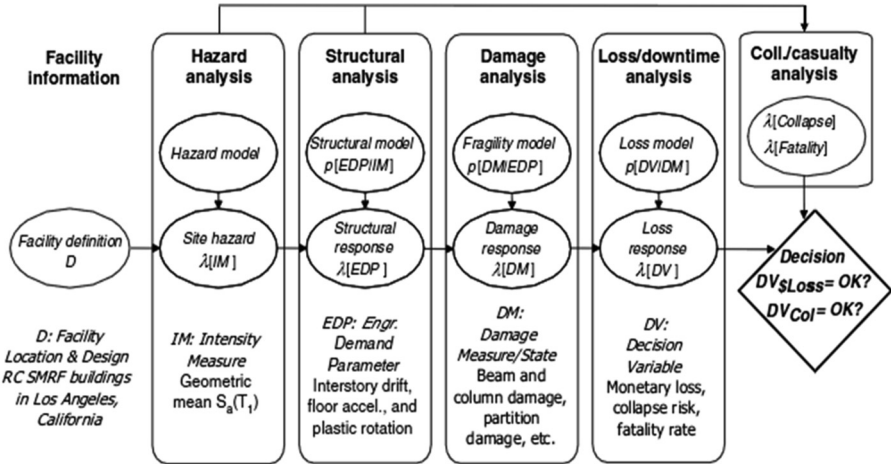 Facility
information
Hazard
analysis
Structural
analysis
Damage
analysis
Loss/downtime
analysis
Coll./casualty
analysis
Hazard model
Structural model
p[EDP|IM]
Fragility model
p[DM|EDP]
Loss model
p[DV|DM]
λ[Collapse]
λ[Fatality]
Facility definition
D
Site hazard
λ[IM]
Structural
response
λ[EDP]
Damage
response
λ[DM]
Loss
response
λ[DV]
Decision
DV$Loss= OK?
DVCol= OK?
D: Facility
Location & Design
RC SMRF buildings
in Los Angeles,
California
IM: Intensity
Measure
Geometric
mean Sa(T1)
EDP: Engr.
Demand
Parameter
Interstory drift,
floor accel., and
plastic rotation
DM:
Damage
Measure/State
Beam and
column damage,
partition
damage, etc.
DV:
Decision
Variable
Monetary loss,
collapse risk,
fatality rate